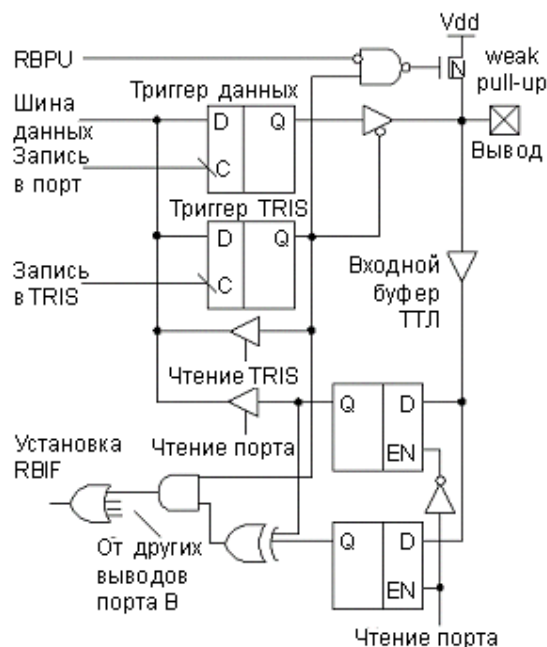 Vdd
RBPU
weak
pull-up
Шина
данных
Триггер данных
D
Q
C
Запись
в порт
Вывод
Триггер TRIS
D
Q
C
Запись
в TRIS
Входной
буфер
ТТЛ
Чтение TRIS
Q
D
EN
Чтение порта
Установка
RBIF
От других
выводов
порта В
Q
D
EN
Чтение порта